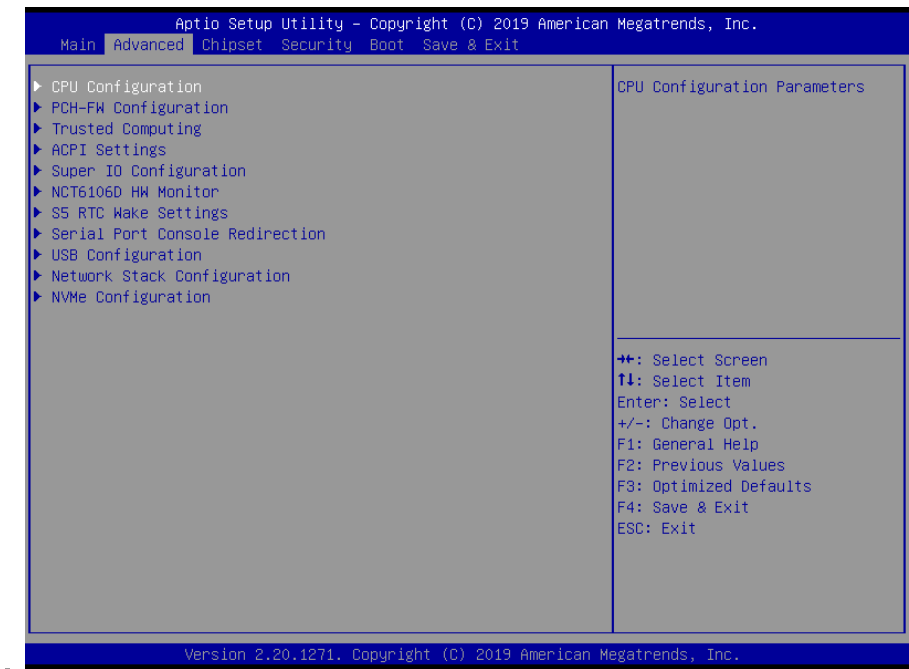 Aptio Setup Utility – Copyright (C) 2019 American Megatrends, Inc.
Main Advanced Chipset Security Boot Save & Exit
▶ CPU Configuration
▶ PCH-FW Configuration
▶ Trusted Computing
▶ ACPI Settings
▶ Super IO Configuration
▶ NCT6106D HW Monitor
▶ S5 RTC Wake Settings
▶ Serial Port Console Redirection
▶ USB Configuration
▶ Network Stack Configuration
▶ NVMe Configuration
CPU Configuration Parameters
→←: Select Screen
↑↓: Select Item
Enter: Select
+/-: Change Opt.
F1: General Help
F2: Previous Values
F3: Optimized Defaults
F4: Save & Exit
ESC: Exit
Version 2.20.1271. Copyright (C) 2019 American Megatrends, Inc.